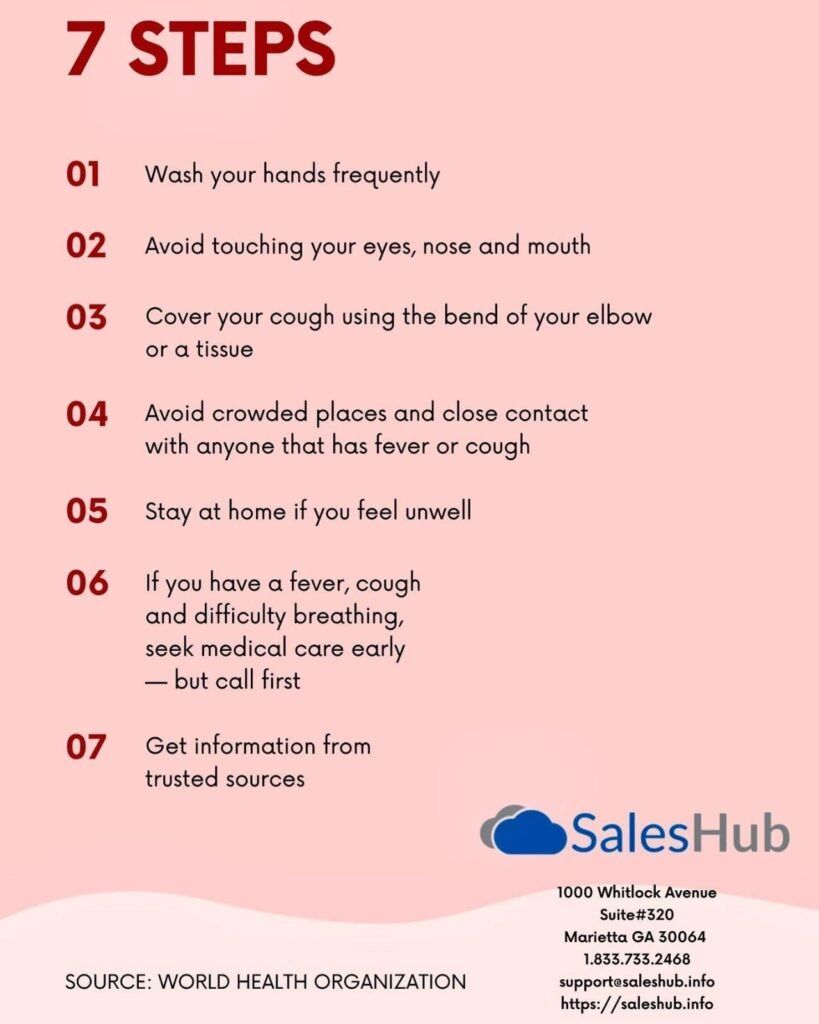 7 STEPS
01 Wash your hands frequently
02 Avoid touching your eyes, nose and mouth
03 Cover your cough using the bend of your elbow
or a tissue
04 Avoid crowded places and close contact
with anyone that has fever or cough
05 Stay at home if you feel unwell
06 If you have a fever, cough
and difficulty breathing,
seek medical care early
— but call first
07 Get information from
trusted sources
SalesHub
1000 Whitlock Avenue
Suite#320
Marietta GA 30064
1.833.733.2468
support@saleshub.info
https://saleshub.info
SOURCE: WORLD HEALTH ORGANIZATION